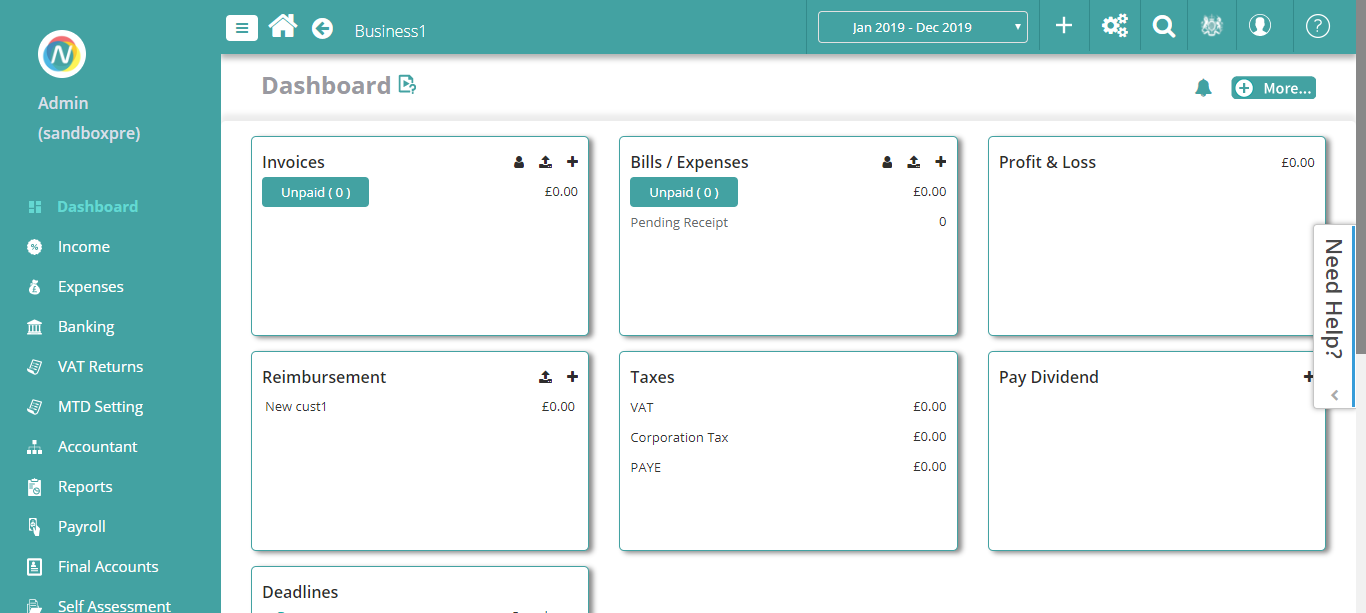 Business1
Jan 2019 - Dec 2019
N
Admin
(sandboxpre)
Dashboard
Income
Expenses
Banking
VAT Returns
MTD Setting
Accountant
Reports
Payroll
Final Accounts
Self Assessment
Dashboard
More...
Invoices
Unpaid ( 0 )
£0.00
Bills / Expenses
Unpaid ( 0 )
£0.00
Pending Receipt
0
Profit & Loss
£0.00
Need Help?
Reimbursement
New cust1
£0.00
Taxes
VAT
£0.00
Corporation Tax
£0.00
PAYE
£0.00
Pay Dividend
Deadlines